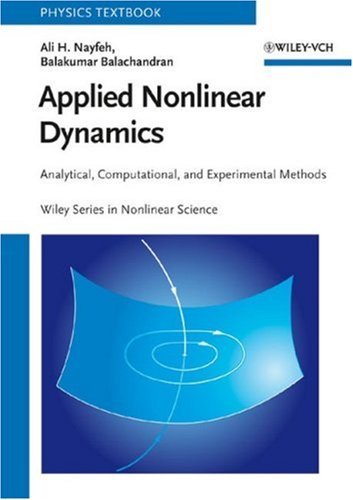 PHYSICS TEXTBOOK
Ali H. Nayfeh,
Balakumar Balachandran
WILEY-VCH
Applied Nonlinear
Dynamics
Analytical, Computational, and Experimental Methods
Wiley Series in Nonlinear Science